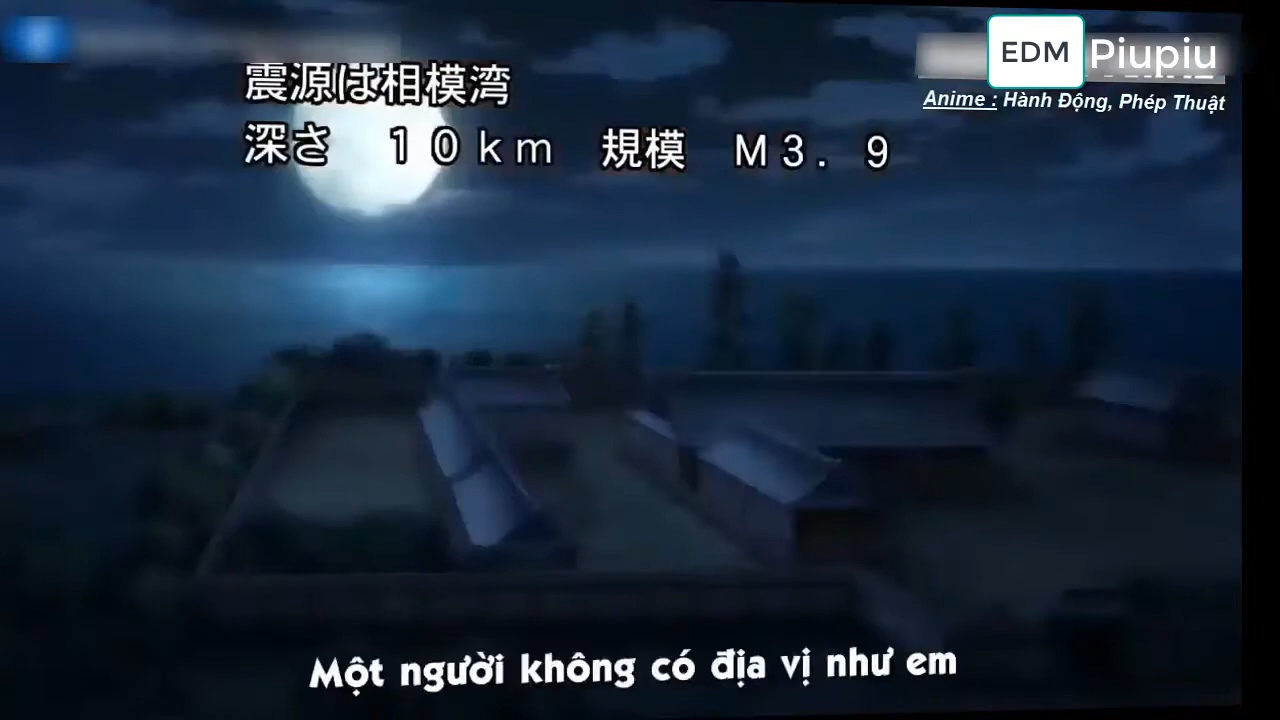 震源は相模湾
深さ １０ｋｍ 規模 Ｍ３．９
EDM Piupiu
Anime : Hành Động, Phép Thuật
Một người không có địa vị như em